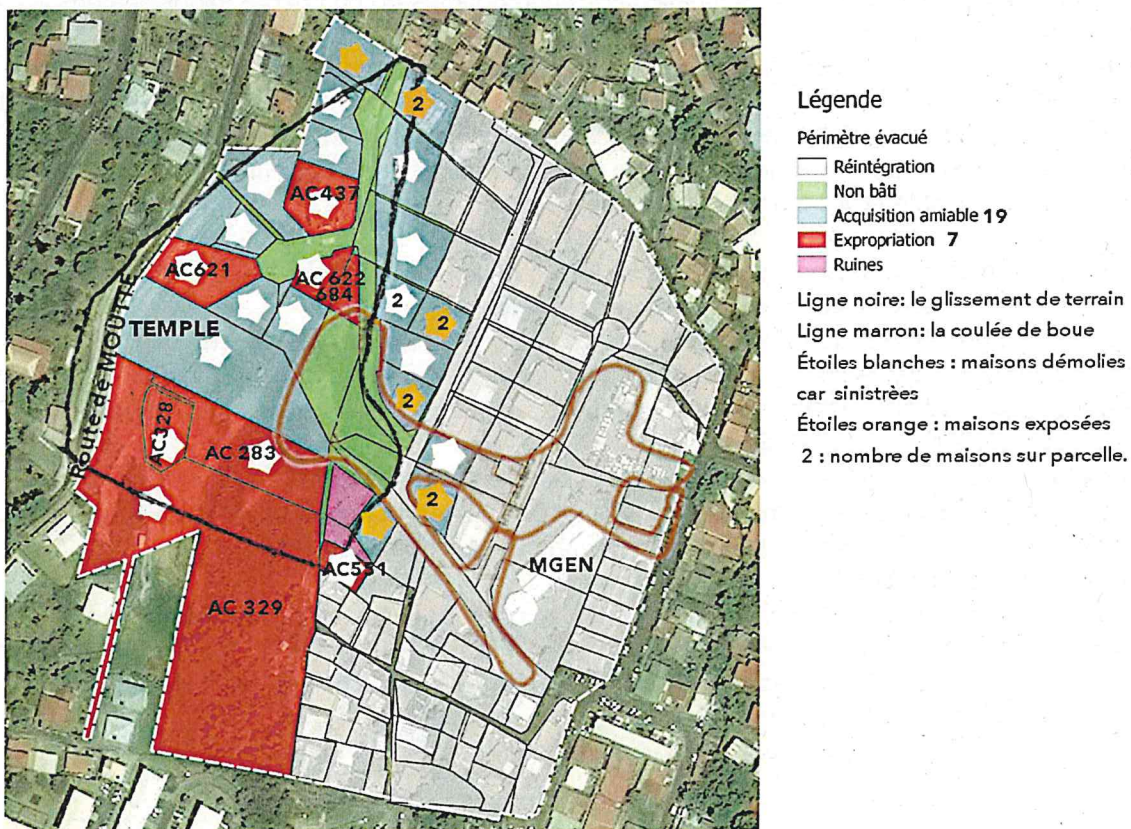 2
AC437
AC621
AC 622
684
2
2
TEMPLE
Route de MOUTTE
2
AC328
AC 283
2
MGEN
AC551
AC 329
Légende
Périmètre évacué
Réintégration
Non bâti
Acquisition amiable 19
Expropriation 7
Ruines
Ligne noire: le glissement de terrain
Ligne marron: la coulée de boue
Étoiles blanches : maisons démolies
car sinistrèes
Étoiles orange : maisons exposées
2 : nombre de maisons sur parcelle.